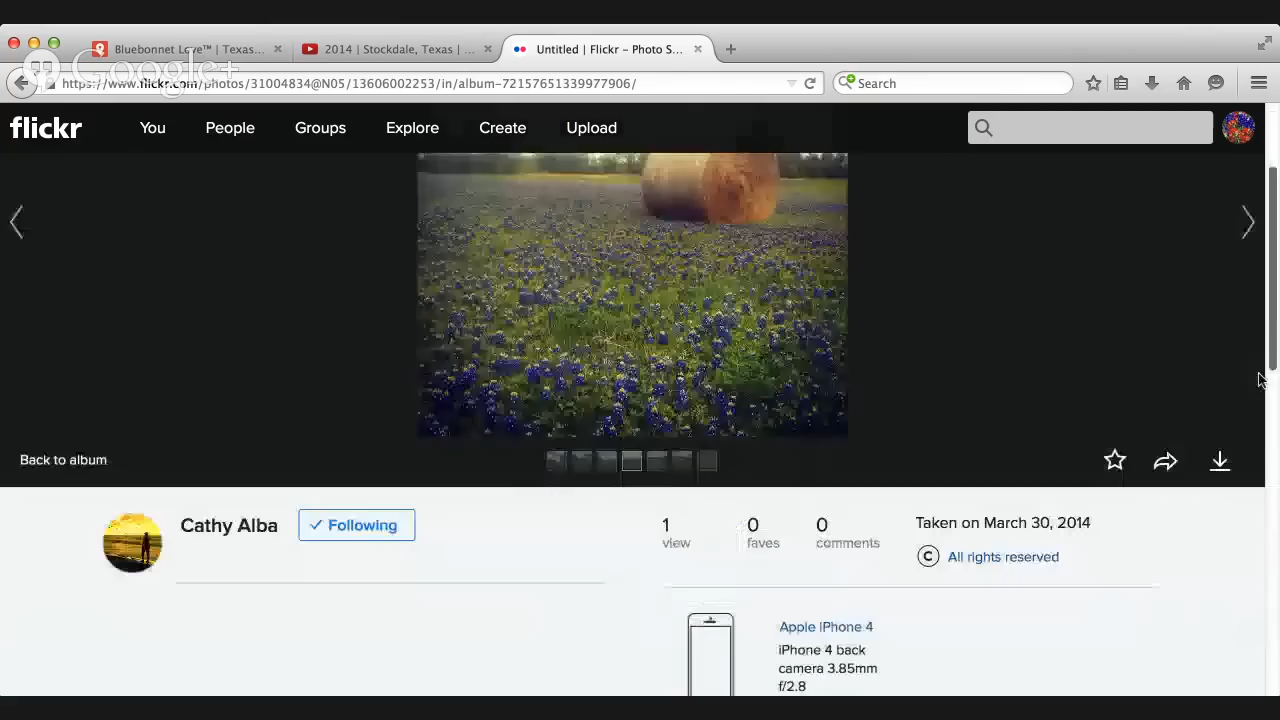 Bluebonnet Love™ | Texas...
2014 | Stockdale, Texas | ...
Untitled | Flickr – Photo S...
Google+
https://www.flickr.com/photos/31004834@N05/13606002253/in/album-72157651339977906/
Search
flickr
You
People
Groups
Explore
Create
Upload
Back to album
Cathy Alba
Following
1
view
0
faves
0
comments
Taken on March 30, 2014
All rights reserved
Apple iPhone 4
iPhone 4 back
camera 3.85mm
f/2.8